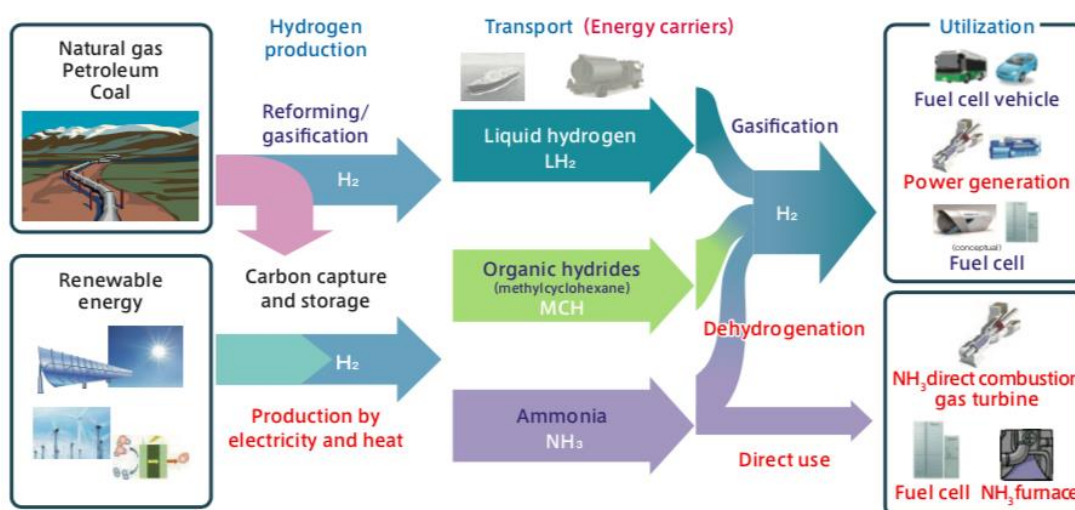 Natural gas
Petroleum
Coal
Hydrogen
production
Reforming/
gasification
H₂
Carbon capture
and storage
Renewable
energy
H₂
Production by
electricity and heat
Transport (Energy carriers)
Liquid hydrogen
LH₂
Organic hydrides
(methylcyclohexane)
MCH
Ammonia
NH₃
Gasification
H₂
Dehydrogenation
Direct use
Utilization
Fuel cell vehicle
Power generation
(conceptual)
Fuel cell
NH₃direct combustion
gas turbine
Fuel cell NH₃furnace